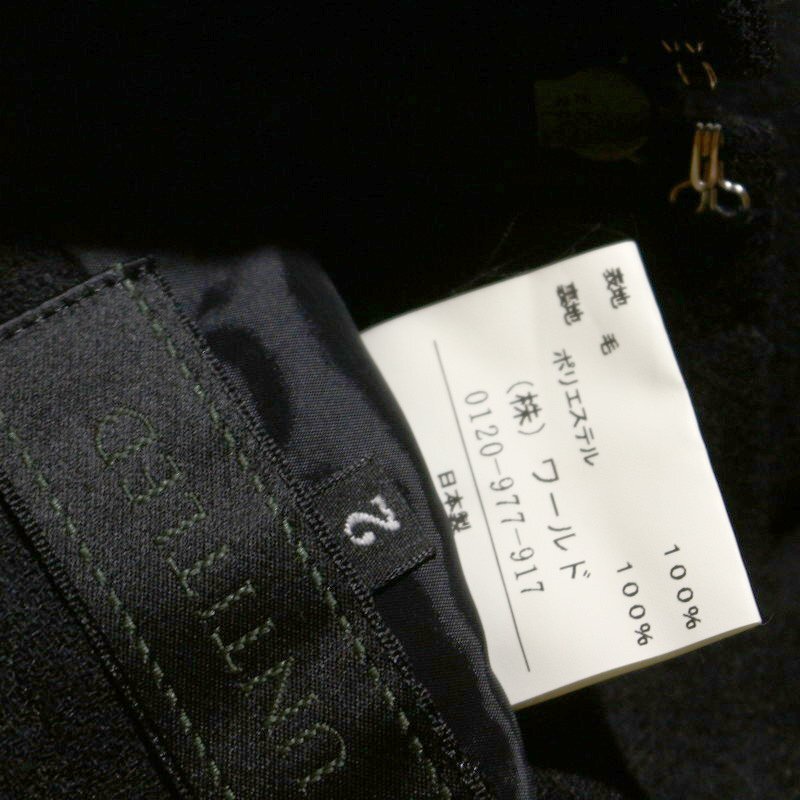 表地 毛 100%
裏地 ポリエステル 100%
(株) ワールド
0120-977-917
日本製
2
UNTITLED